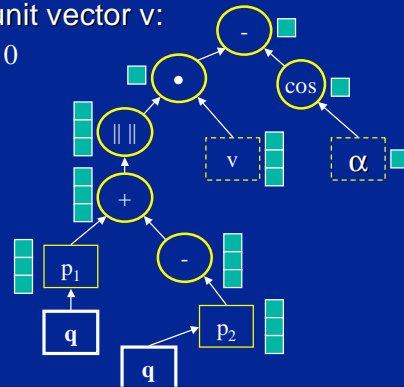 unit vector v:
0
-
•
cos
|| ||
v
α
+
p₁
-
q
p₂
q